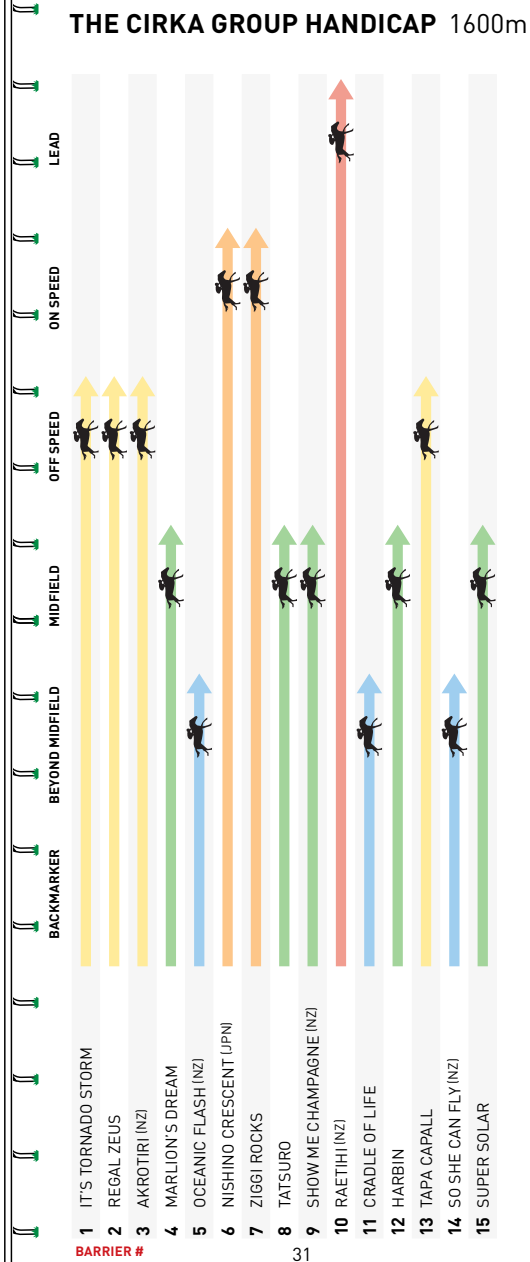 THE CIRKA GROUP HANDICAP 1600m
LEAD
ON SPEED
OFF SPEED
MIDFIELD
BEYOND MIDFIELD
BACKMARKER
1 IT'S TORNADO STORM
2 REGAL ZEUS
3 AKROTIRI (NZ)
4 MARLION'S DREAM
5 OCEANIC FLASH (NZ)
6 NISHINO CRESCENT (JPN)
7 ZIGGI ROCKS
8 TATSURO
9 SHOW ME CHAMPAGNE (NZ)
10 RAETIHI (NZ)
11 CRADLE OF LIFE
12 HARBIN
13 TAPA CAPALL
14 SO SHE CAN FLY (NZ)
15 SUPER SOLAR
BARRIER #
31